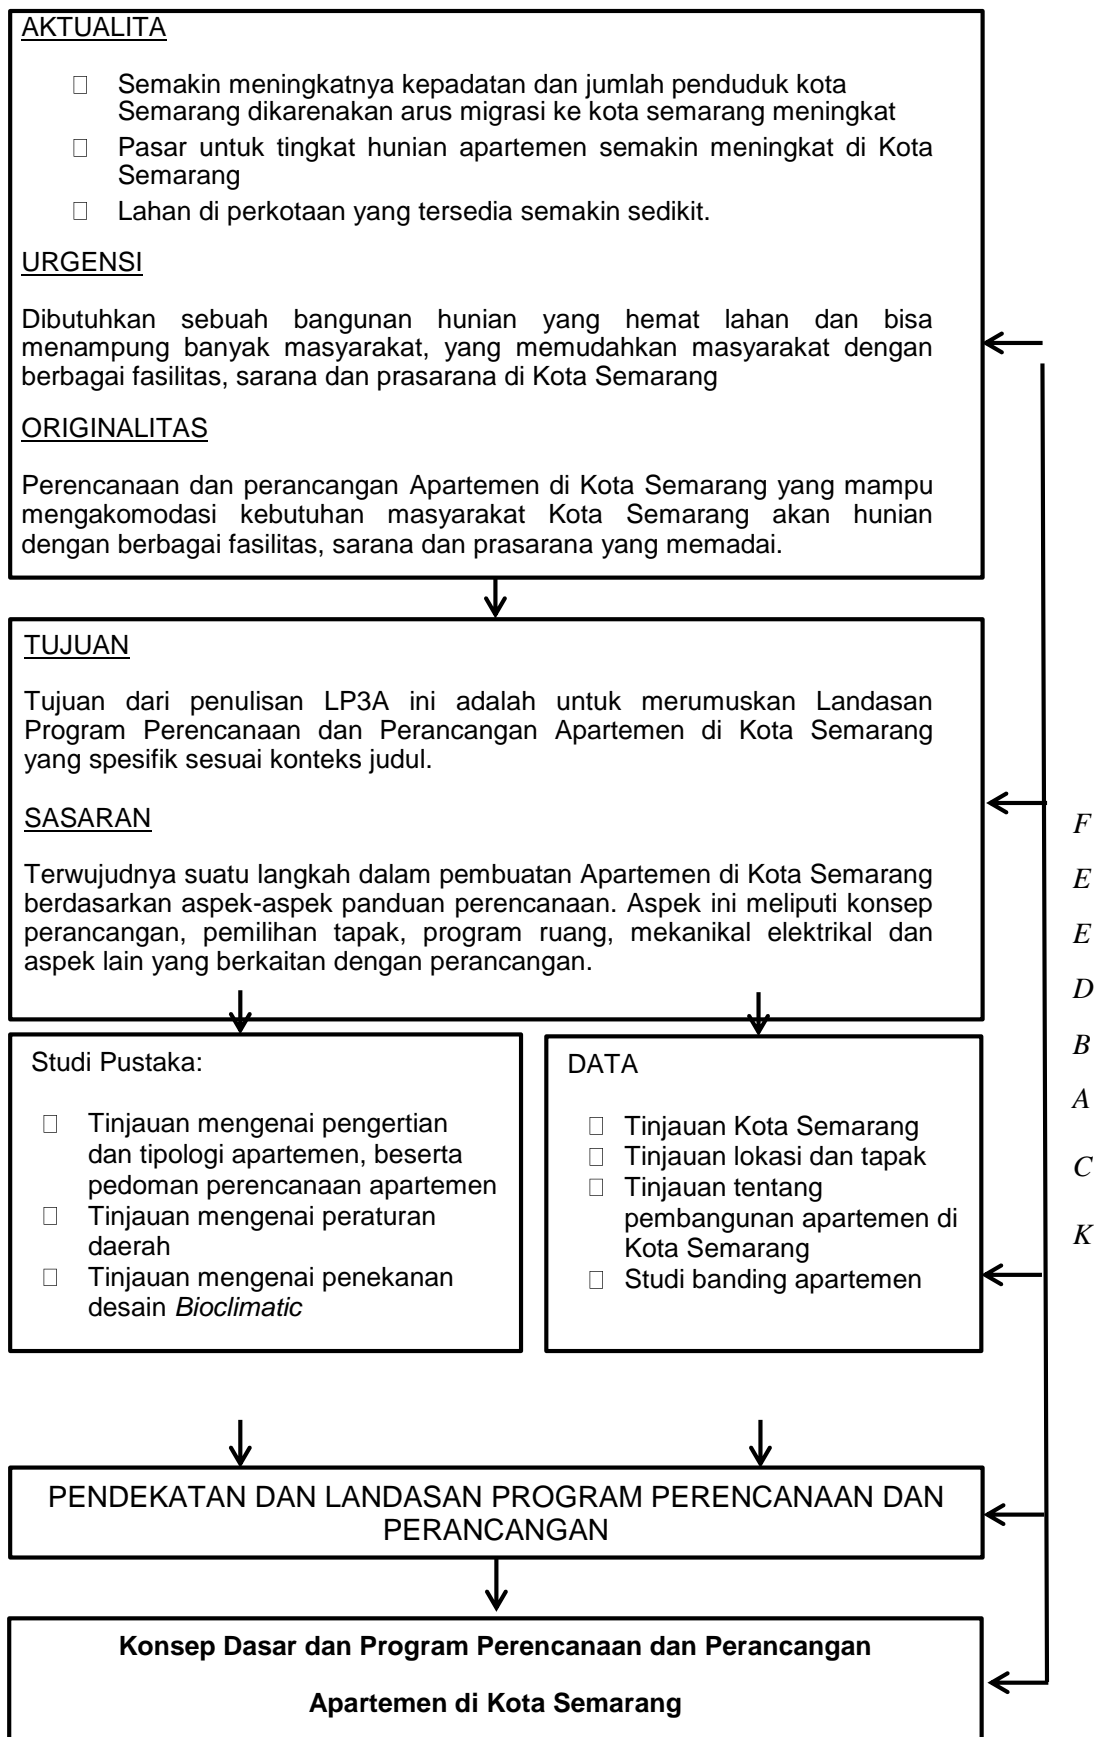 AKTUALITA
Semakin meningkatnya kepadatan dan jumlah penduduk kota
Semarang dikarenakan arus migrasi ke kota semarang meningkat
Pasar untuk tingkat hunian apartemen semakin meningkat di Kota
Semarang
Lahan di perkotaan yang tersedia semakin sedikit.
URGENSI
Dibutuhkan sebuah bangunan hunian yang hemat lahan dan bisa
menampung banyak masyarakat, yang memudahkan masyarakat dengan
berbagai fasilitas, sarana dan prasarana di Kota Semarang
ORIGINALITAS
Perencanaan dan perancangan Apartemen di Kota Semarang yang mampu
mengakomodasi kebutuhan masyarakat Kota Semarang akan hunian
dengan berbagai fasilitas, sarana dan prasarana yang memadai.
TUJUAN
Tujuan dari penulisan LP3A ini adalah untuk merumuskan Landasan
Program Perencanaan dan Perancangan Apartemen di Kota Semarang
yang spesifik sesuai konteks judul.
SASARAN
Terwujudnya suatu langkah dalam pembuatan Apartemen di Kota Semarang
berdasarkan aspek-aspek panduan perencanaan. Aspek ini meliputi konsep
perancangan, pemilihan tapak, program ruang, mekanikal elektrikal dan
aspek lain yang berkaitan dengan perancangan.
Studi Pustaka:
Tinjauan mengenai pengertian
dan tipologi apartemen, beserta
pedoman perencanaan apartemen
Tinjauan mengenai peraturan
daerah
Tinjauan mengenai penekanan
desain Bioclimatic
DATA
Tinjauan Kota Semarang
Tinjauan lokasi dan tapak
Tinjauan tentang
pembangunan apartemen di
Kota Semarang
Studi banding apartemen
PENDEKATAN DAN LANDASAN PROGRAM PERENCANAAN DAN
PERANCANGAN
Konsep Dasar dan Program Perencanaan dan Perancangan
Apartemen di Kota Semarang
F
E
E
D
B
A
C
K